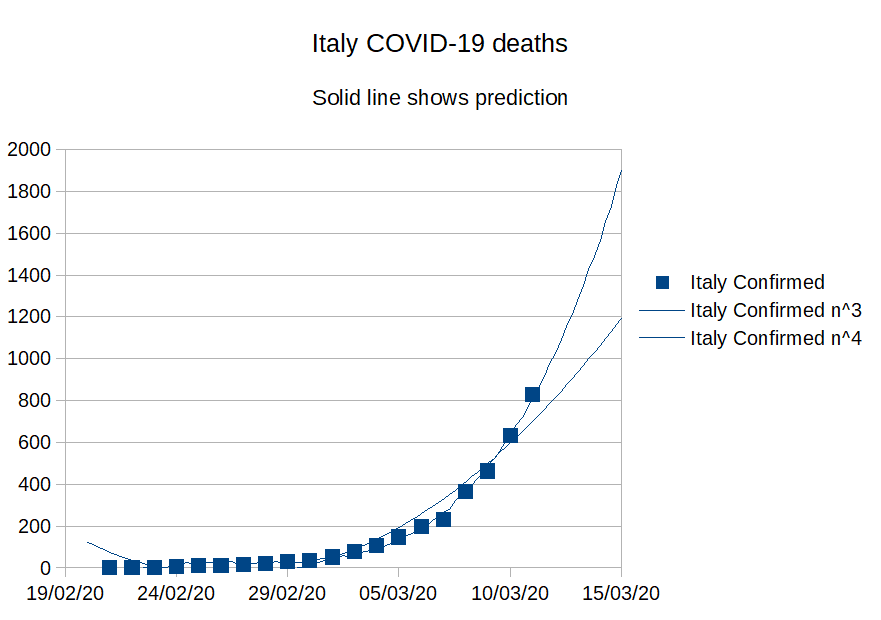 Italy COVID-19 deaths
Solid line shows prediction
2000
1800
1600
1400
1200
1000
800
600
400
200
0
19/02/20 24/02/20 29/02/20 05/03/20 10/03/20 15/03/20
Italy Confirmed
Italy Confirmed n^3
Italy Confirmed n^4